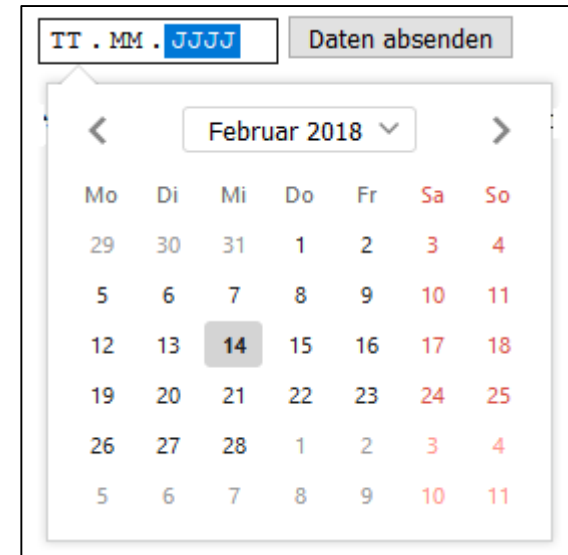 TT . MM . JJJJ Daten absenden
Februar 2018
Mo Di Mi Do Fr Sa So
29 30 31 1 2 3 4
5 6 7 8 9 10 11
12 13 14 15 16 17 18
19 20 21 22 23 24 25
26 27 28 1 2 3 4
5 6 7 8 9 10 11